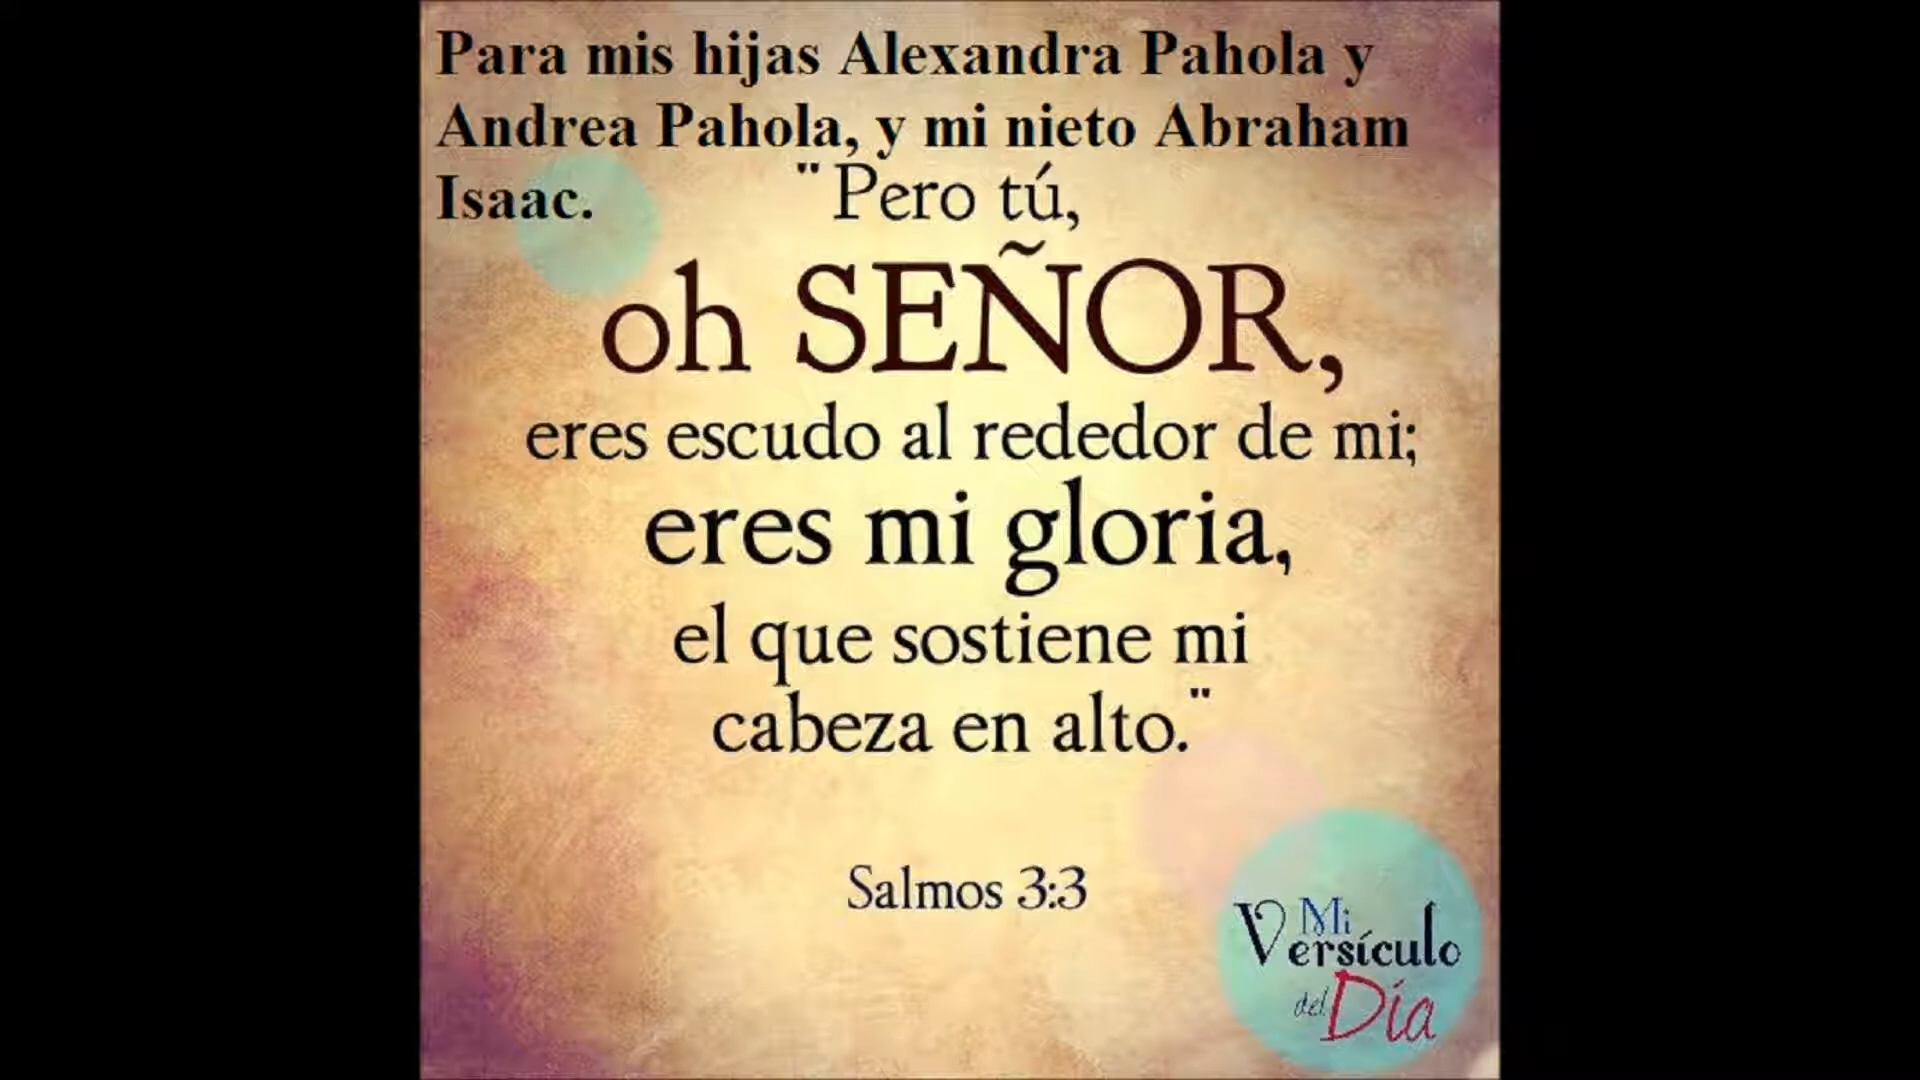 Para mis hijas Alexandra Pahola y
Andrea Pahola, y mi nieto Abraham
Isaac.
¨Pero tú,
oh SEÑOR,
eres escudo al rededor de mi;
eres mi gloria,
el que sostiene mi
cabeza en alto.¨
Salmos 3:3
Mi
Versículo
del Día